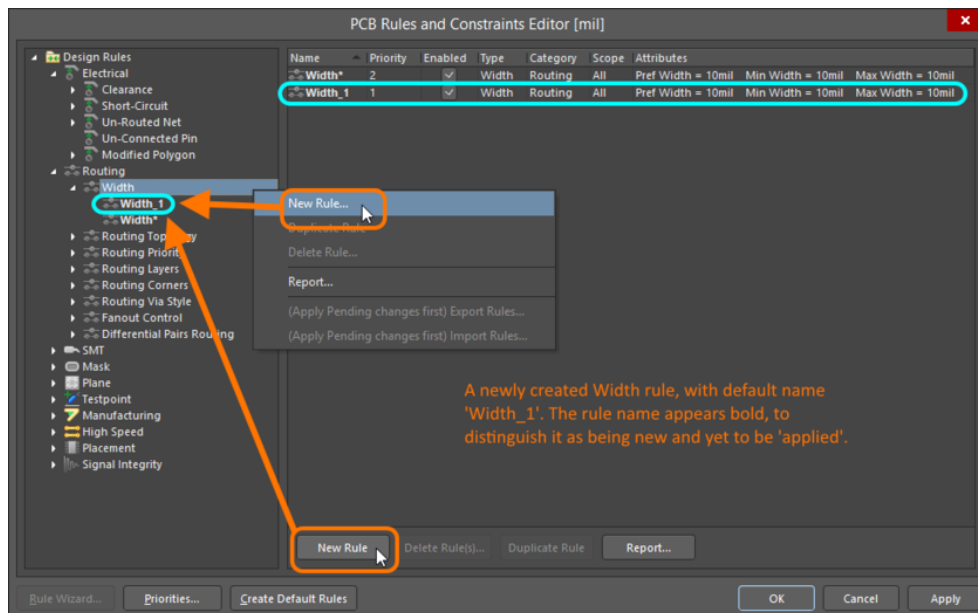 PCB Rules and Constraints Editor [mil]
Design Rules
Electrical
Clearance
Short-Circuit
Un-Routed Net
Un-Connected Pin
Modified Polygon
Routing
Width
Width_1
Width*
Routing Topology
Routing Priority
Routing Layers
Routing Corners
Routing Via Style
Fanout Control
Differential Pairs Routing
SMT
Mask
Plane
Testpoint
Manufacturing
High Speed
Placement
Signal Integrity
Name Priority Enabled Type Category Scope Attributes
Width* 2 Width Routing All Pref Width = 10mil Min Width = 10mil Max Width = 10mil
Width_1 1 Width Routing All Pref Width = 10mil Min Width = 10mil Max Width = 10mil
New Rule...
Duplicate Rule
Delete Rule...
Report...
(Apply Pending changes first) Export Rules...
(Apply Pending changes first) Import Rules...
A newly created Width rule, with default name
'Width_1'. The rule name appears bold, to
distinguish it as being new and yet to be 'applied'.
New Rule Delete Rule(s)... Duplicate Rule Report...
Rule Wizard... Priorities... Create Default Rules OK Cancel Apply